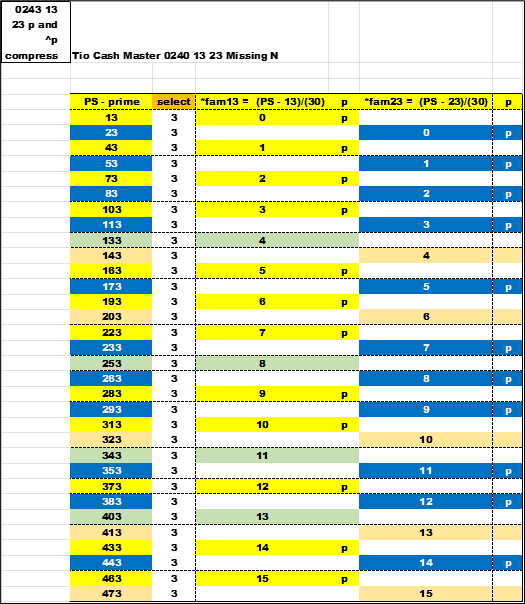 0243 13
23 p and
^p
compress Tio Cash Master 0240 13 23 Missing N
PS - prime select *fam13 = (PS - 13)/(30) p *fam23 = (PS - 23)/(30) p
13 3 0 p
23 3 0 p
43 3 1 p
53 3 1 p
73 3 2 p
83 3 2 p
103 3 3 p
113 3 3 p
133 3 4
143 3 4
163 3 5 p
173 3 5 p
193 3 6 p
203 3 6
223 3 7 p
233 3 7 p
253 3 8
263 3 8 p
283 3 9 p
293 3 9 p
313 3 10 p
323 3 10
343 3 11
353 3 11 p
373 3 12 p
383 3 12 p
403 3 13
413 3 13
433 3 14 p
443 3 14 p
463 3 15 p
473 3 15